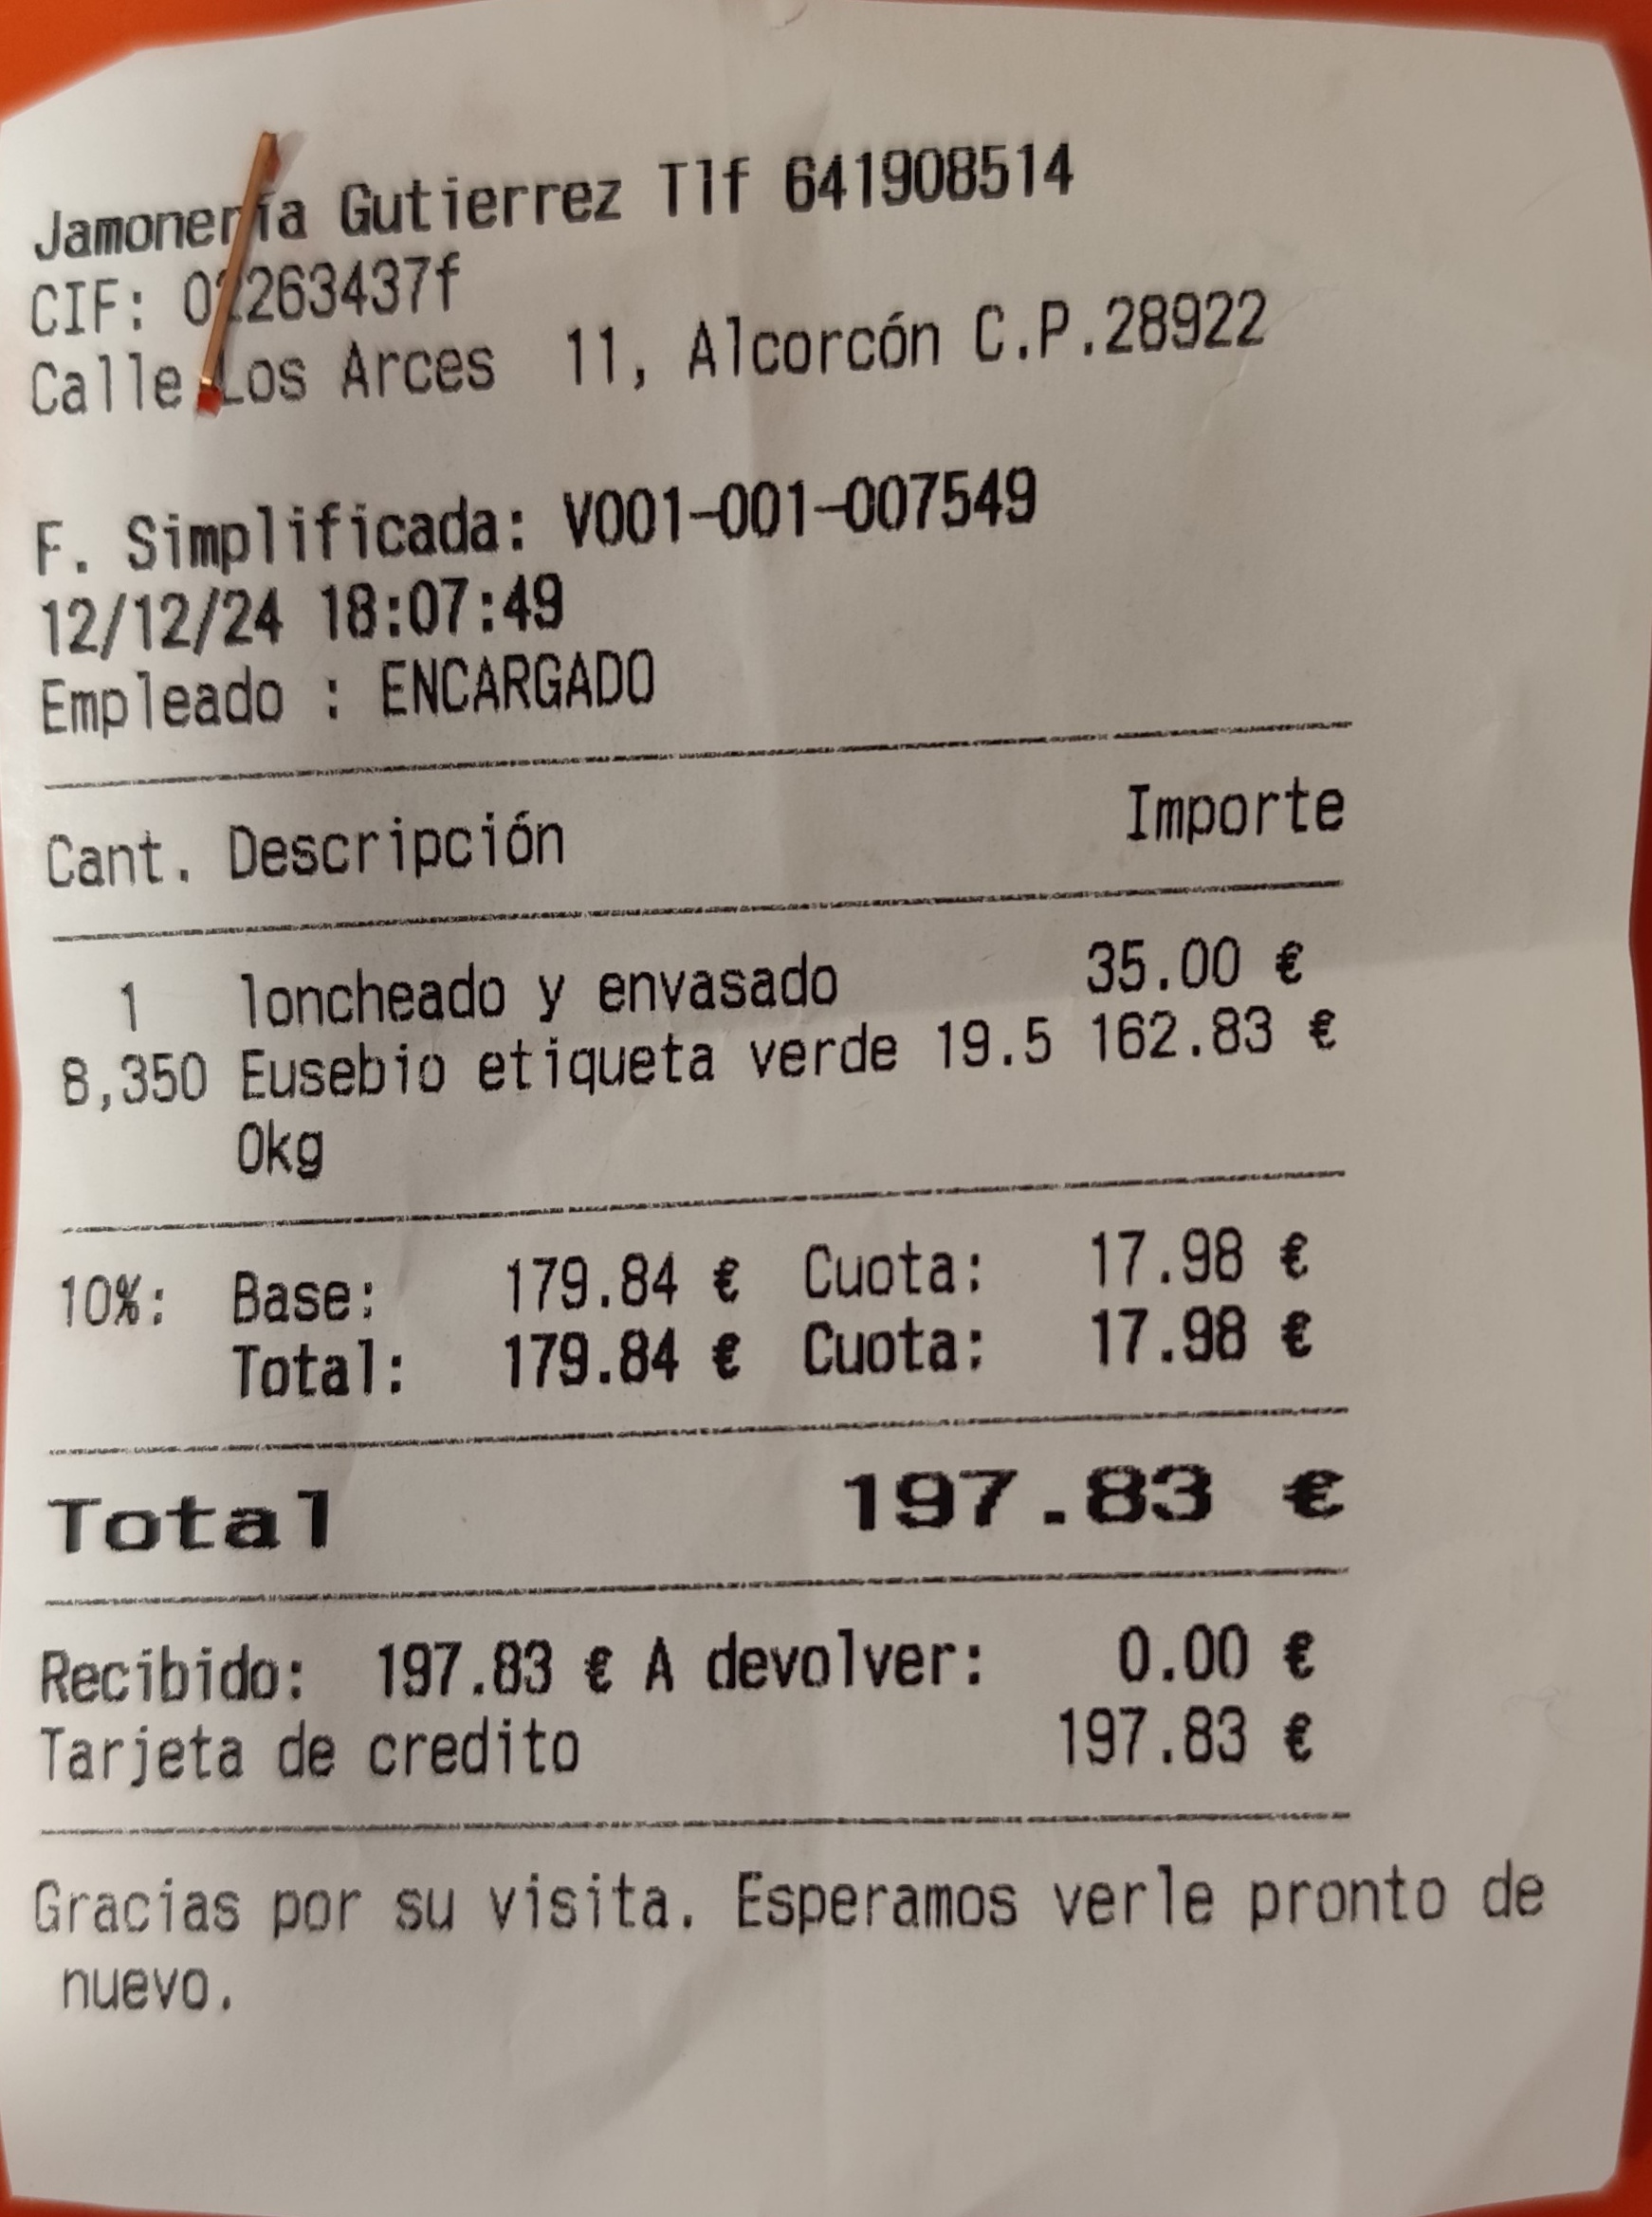 Jamonería Gutierrez Tlf 641908514
CIF:
Calle Los Arces 11, Alcorcón C.P.28922
F. Simplificada: V001-001-007549
12/12/24 18:07:49
Empleado : ENCARGADO
Cant. Descripción Importe
1 loncheado y envasado 35.00 €
8,350 Eusebio etiqueta verde 19.5 162.83 €
0kg
10%: Base: 179.84 € Cuota: 17.98 €
Total: 179.84 € Cuota: 17.98 €
Total 197.83 €
Recibido: 197.83 € A devolver: 0.00 €
Tarjeta de credito 197.83 €
Gracias por su visita. Esperamos verle pronto de
nuevo.